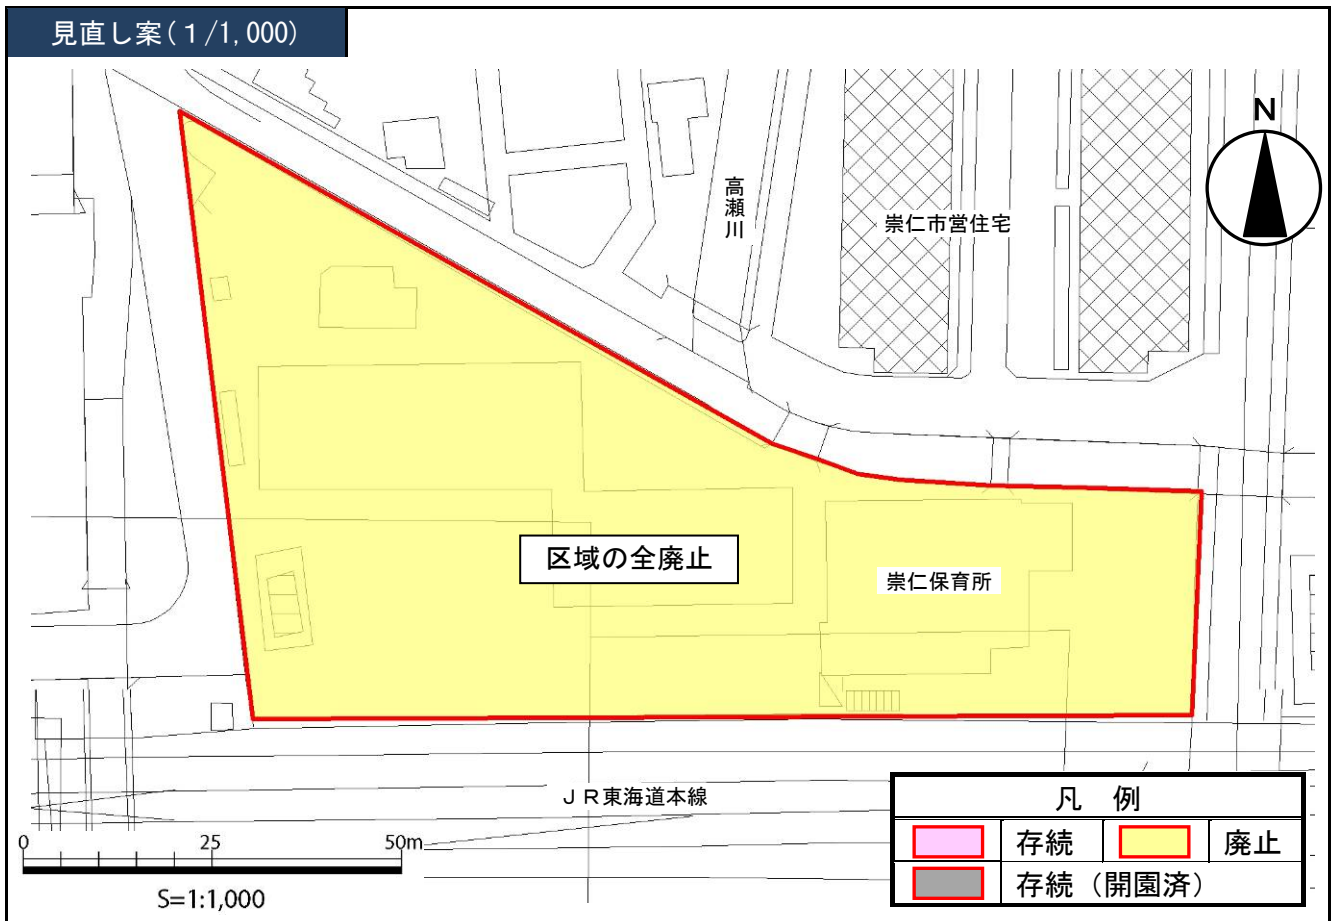 見直し案(１/1,000)
N
高瀬川
崇仁市営住宅
区域の全廃止
崇仁保育所
ＪＲ東海道本線
0 25 50m
S=1:1,000
凡 例
存続 廃止
存続（開園済）